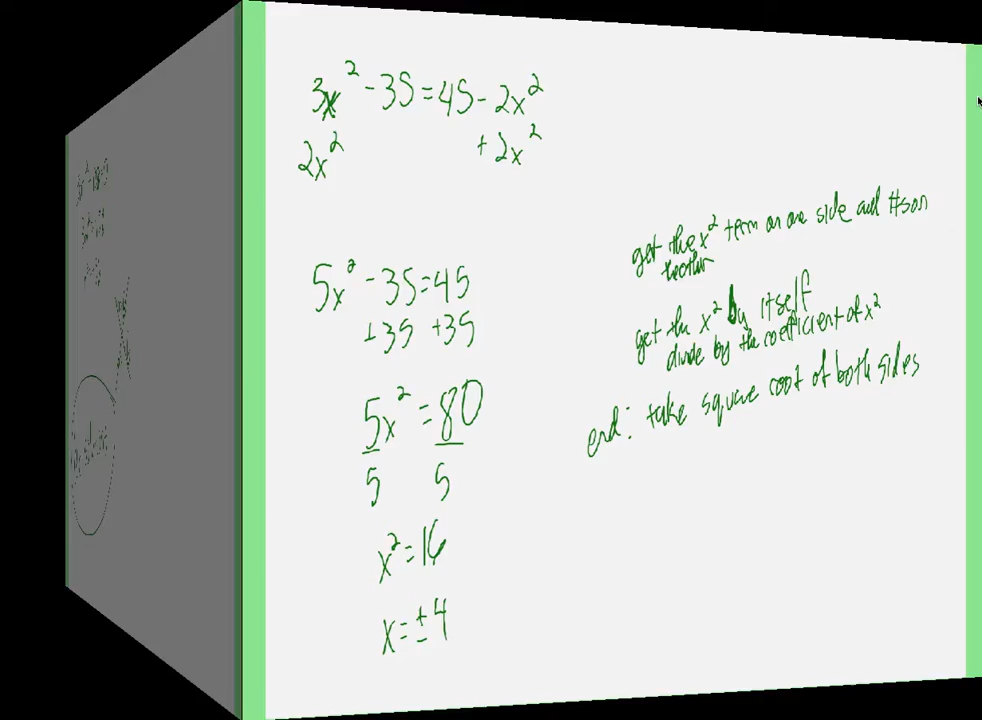 3x² - 35 = 45 - 2x²
2x² + 2x²
5x² - 35 = 45
+35 +35
5x² = 80
5 5
x² = 16
x = ± 4
get the x² term on one side and #s on
the other
get the x² by itself
divide by the coefficient of x²
end: take square root of both sides